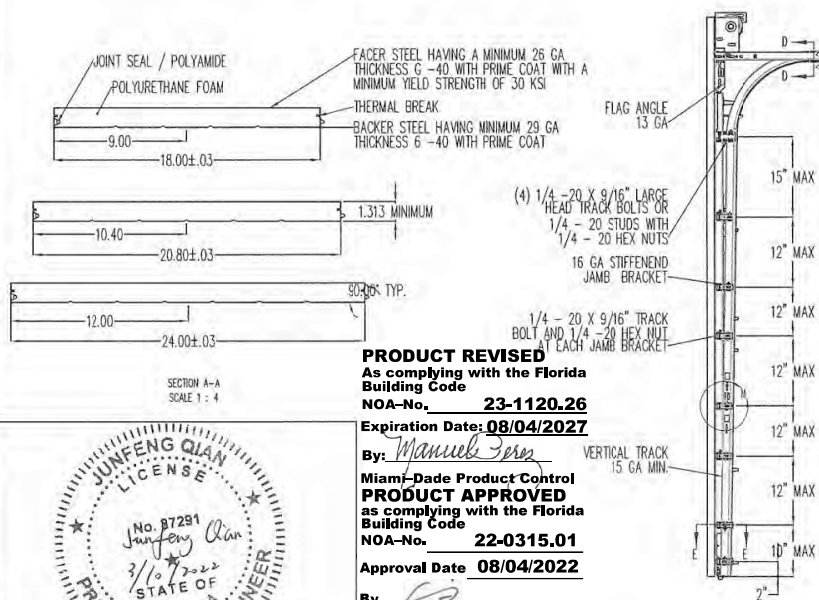 JOINT SEAL / POLYAMIDE
POLYURETHANE FOAM
FACER STEEL HAVING A MINIMUM 26 GA
THICKNESS G -40 WITH PRIME COAT WITH A
MINIMUM YIELD STRENGTH OF 30 KSI
THERMAL BREAK
BACKER STEEL HAVING MINIMUM 29 GA
THICKNESS 6 -40 WITH PRIME COAT
9.00
18.00±.03
1.313 MINIMUM
10.40
20.80±.03
90.00° TYP.
12.00
24.00±.03
SECTION A-A
SCALE 1 : 4
D
D
FLAG ANGLE
13 GA
15" MAX
(4) 1/4 -20 X 9/16" LARGE
HEAD TRACK BOLTS OR
1/4 - 20 STUDS WITH
1/4 - 20 HEX NUTS
12" MAX
16 GA STIFFENEND
JAMB BRACKET
12" MAX
1/4 - 20 X 9/16" TRACK
BOLT AND 1/4 -20 HEX NUT
AT EACH JAMB BRACKET
12" MAX
12" MAX
VERTICAL TRACK
15 GA MIN.
12" MAX
E
E
10" MAX
2"
PRODUCT REVISED
As complying with the Florida
Building Code
NOA-No. 23-1120.26
Expiration Date: 08/04/2027
By: Manuel Perez
Miami-Dade Product Control
PRODUCT APPROVED
as complying with the Florida
Building Code
NOA-No. 22-0315.01
Approval Date 08/04/2022
By
JUNFENG QIAN
LICENSE
No. 87291
Junfeng Qian
3/10/2022
STATE OF